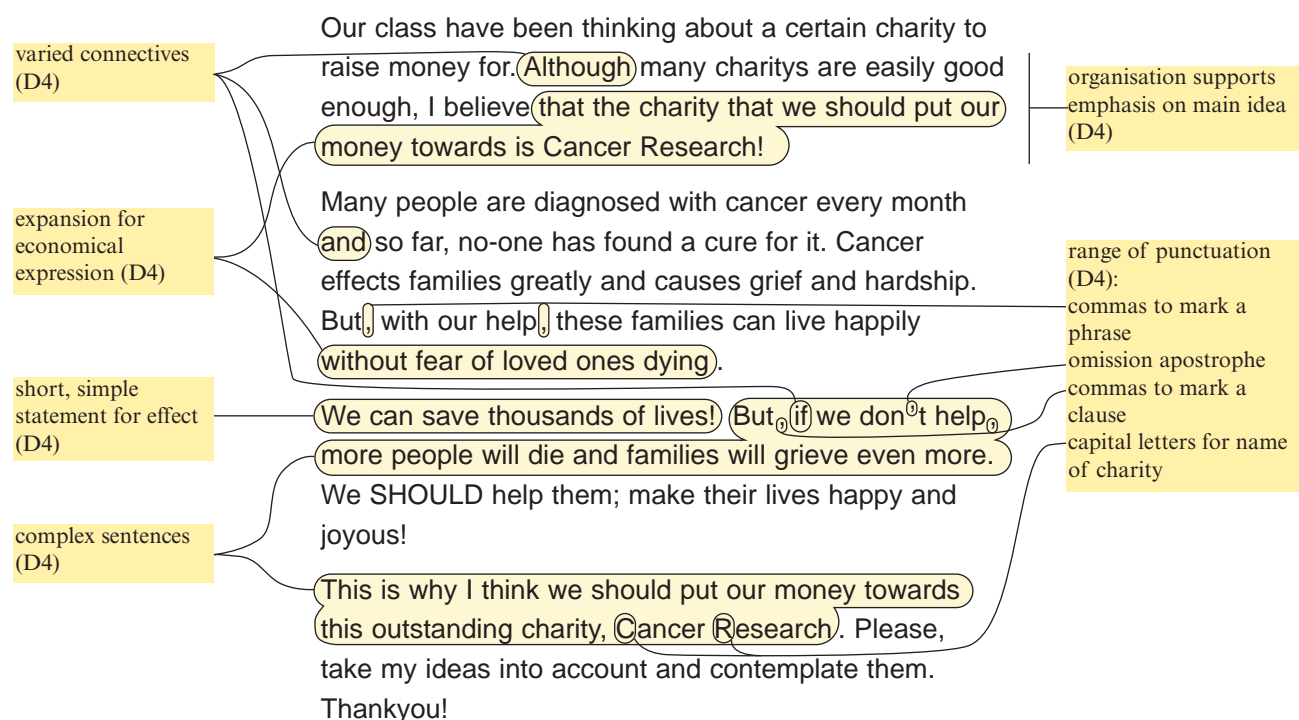 varied connectives
(D4)
expansion for
economical
expression (D4)
short, simple
statement for effect
(D4)
complex sentences
(D4)
Our class have been thinking about a certain charity to
raise money for. Although many charitys are easily good
enough, I believe that the charity that we should put our
money towards is Cancer Research!
Many people are diagnosed with cancer every month
and so far, no-one has found a cure for it. Cancer
effects families greatly and causes grief and hardship.
But, with our help, these families can live happily
without fear of loved ones dying.
We can save thousands of lives! But, if we don't help,
more people will die and families will grieve even more.
We SHOULD help them; make their lives happy and
joyous!
This is why I think we should put our money towards
this outstanding charity, Cancer Research. Please,
take my ideas into account and contemplate them.
Thankyou!
organisation supports
emphasis on main idea
(D4)
range of punctuation
(D4):
commas to mark a
phrase
omission apostrophe
commas to mark a
clause
capital letters for name
of charity